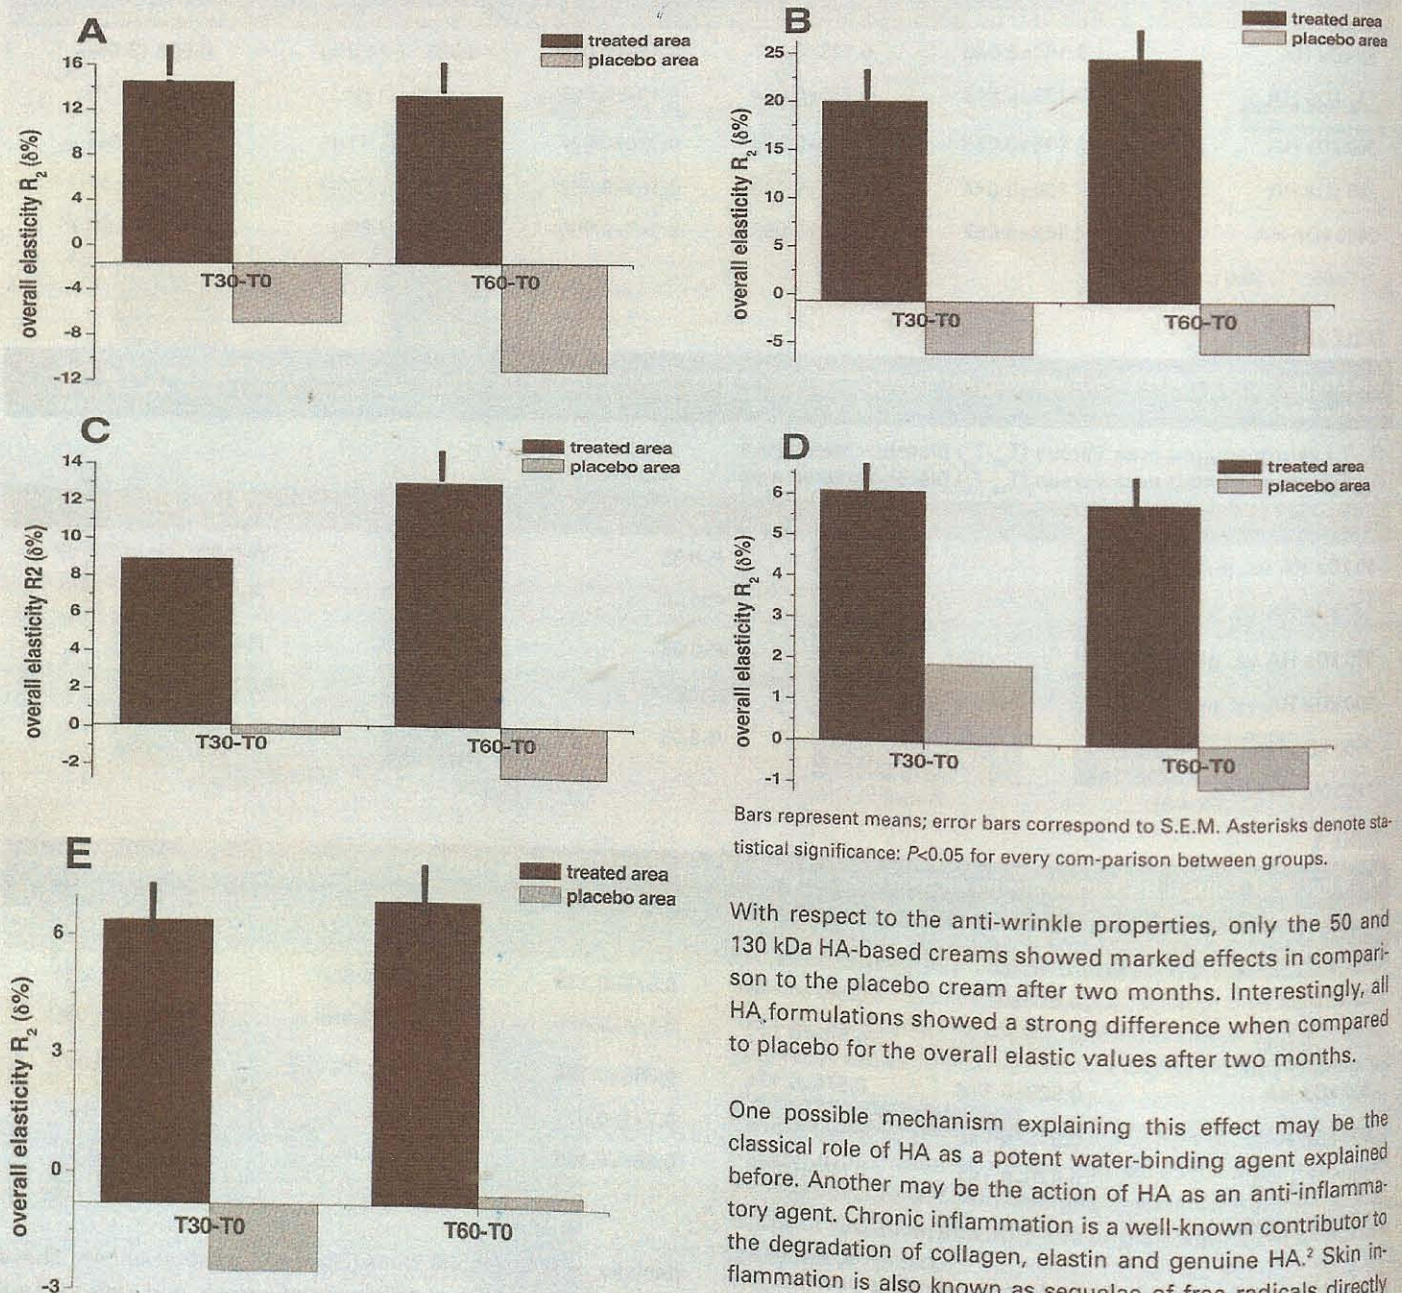 A
treated area
placebo area
overall elasticity R2 (δ%)
16
12
8
4
0
-4
-8
-12
T30-T0
T60-T0
B
treated area
placebo area
overall elasticity R2 (δ%)
25
20
15
10
5
0
-5
T30-T0
T60-T0
C
treated area
placebo area
overall elasticity R2 (δ%)
14
12
10
8
6
4
2
0
-2
T30-T0
T60-T0
D
treated area
placebo area
overall elasticity R2 (δ%)
6
5
4
3
2
1
0
-1
T30-T0
T60-T0
E
treated area
placebo area
overall elasticity R2 (δ%)
6
3
0
-3
T30-T0
T60-T0
Bars represent means; error bars correspond to S.E.M. Asterisks denote sta-
tistical significance: P<0.05 for every com-parison between groups.
With respect to the anti-wrinkle properties, only the 50 and
130 kDa HA-based creams showed marked effects in compari-
son to the placebo cream after two months. Interestingly, all
HA formulations showed a strong difference when compared
to placebo for the overall elastic values after two months.
One possible mechanism explaining this effect may be the
classical role of HA as a potent water-binding agent explained
before. Another may be the action of HA as an anti-inflamma-
tory agent. Chronic inflammation is a well-known contributor to
the degradation of collagen, elastin and genuine HA.² Skin in-
flammation is also known as sequelae of free radicals directly